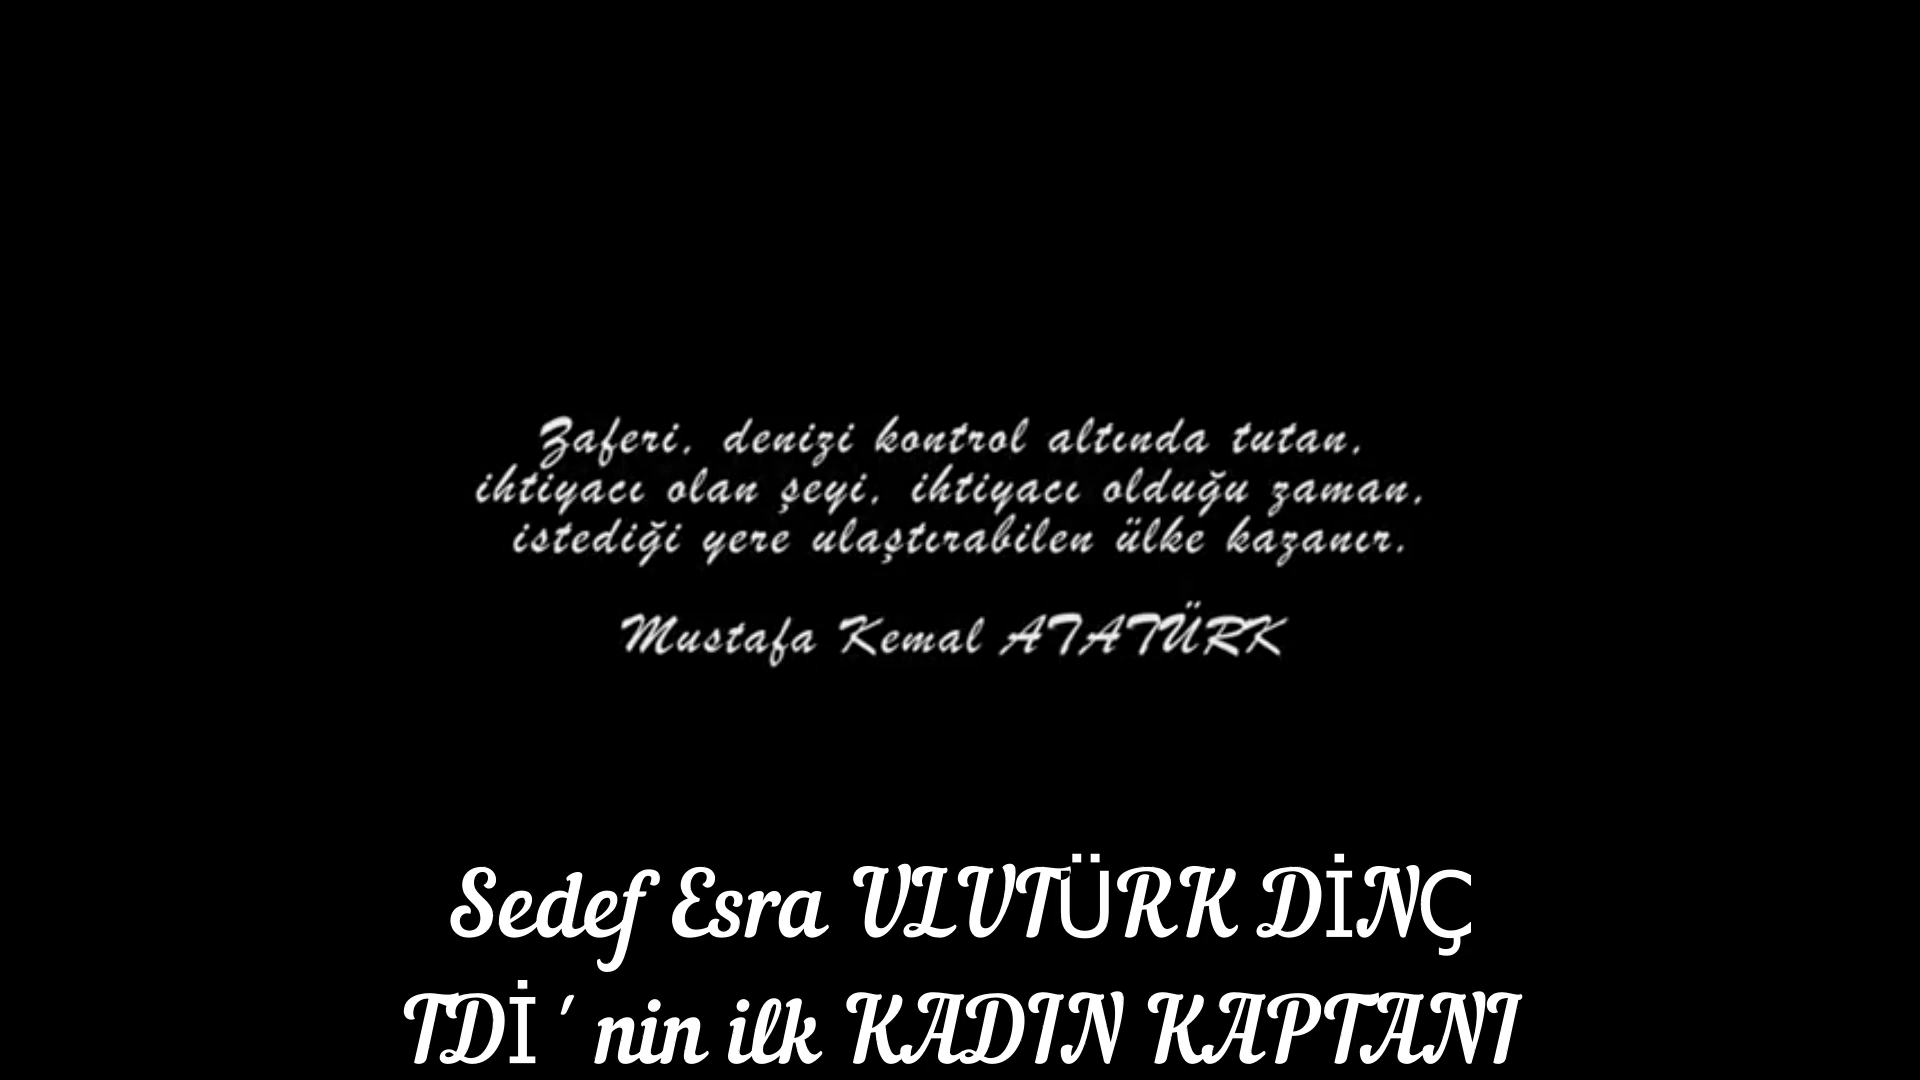 Zaferi, denizi kontrol altında tutan,
ihtiyacı olan şeyi, ihtiyacı olduğu zaman,
istediği yere ulaştırabilen ülke kazanır.
Mustafa Kemal ATATÜRK
Sedef Esra ULUTÜRK DİNÇ
TDİ ' nin ilk KADIN KAPTANI